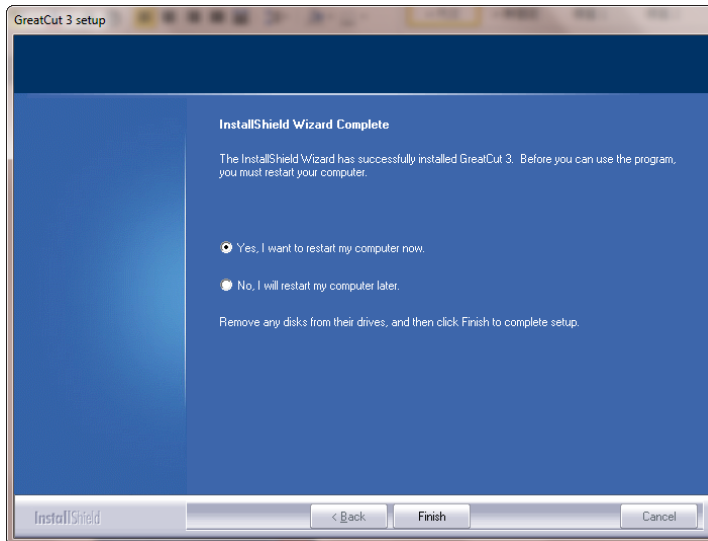 GreatCut 3 setup
InstallShield Wizard Complete
The InstallShield Wizard has successfully installed GreatCut 3.  Before you can use the program,
you must restart your computer.
Yes, I want to restart my computer now.
No, I will restart my computer later.
Remove any disks from their drives, and then click Finish to complete setup.
InstallShield
< Back
Finish
Cancel